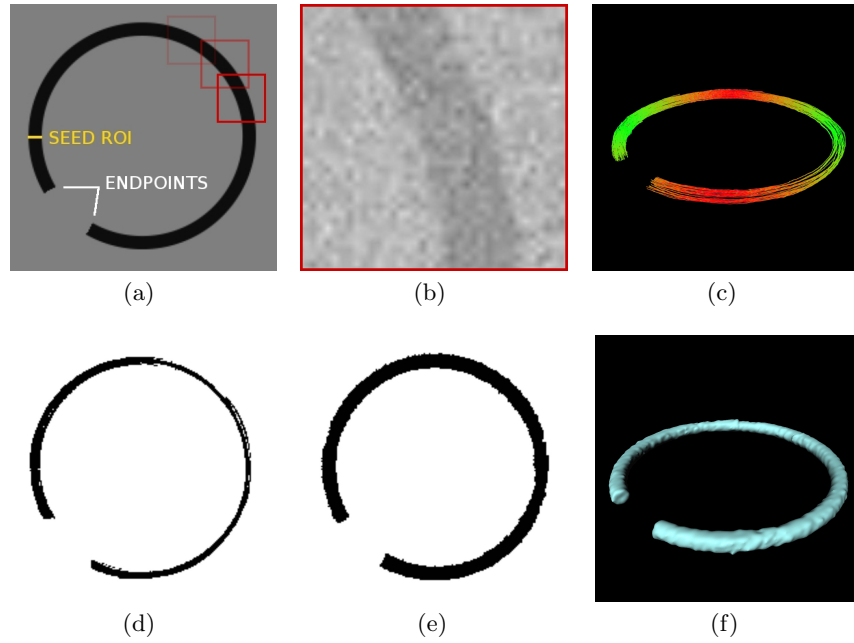 SEED ROI
ENDPOINTS
(a)
(b)
(c)
(d)
(e)
(f)